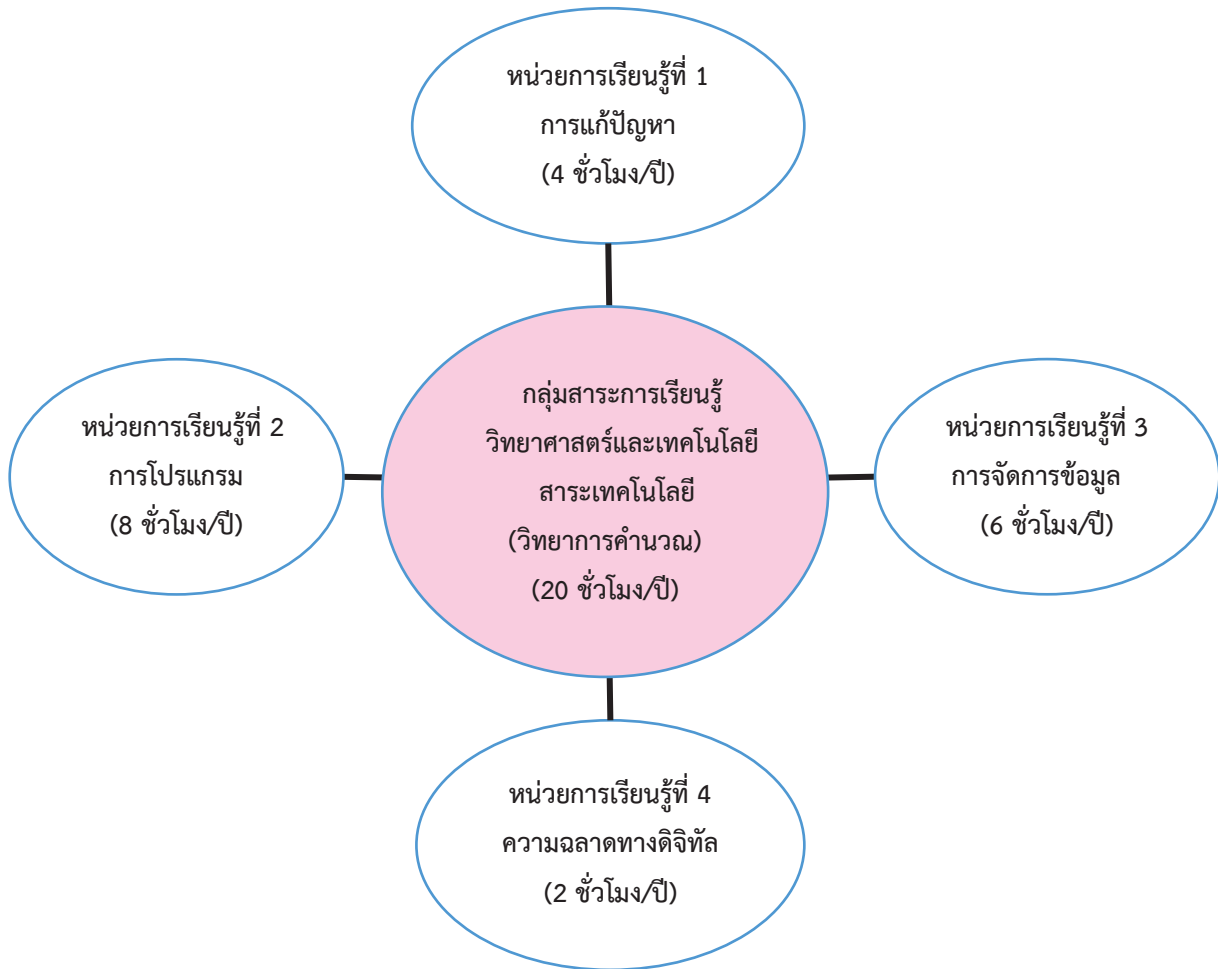 หน่วยการเรียนรู้ที่ 1
การแก้ปัญหา
(4 ชั่วโมง/ปี)
กลุ่มสาระการเรียนรู้
วิทยาศาสตร์และเทคโนโลยี
สาระเทคโนโลยี
(วิทยาการคำนวณ)
(20 ชั่วโมง/ปี)
หน่วยการเรียนรู้ที่ 2
การโปรแกรม
(8 ชั่วโมง/ปี)
หน่วยการเรียนรู้ที่ 3
การจัดการข้อมูล
(6 ชั่วโมง/ปี)
หน่วยการเรียนรู้ที่ 4
ความฉลาดทางดิจิทัล
(2 ชั่วโมง/ปี)